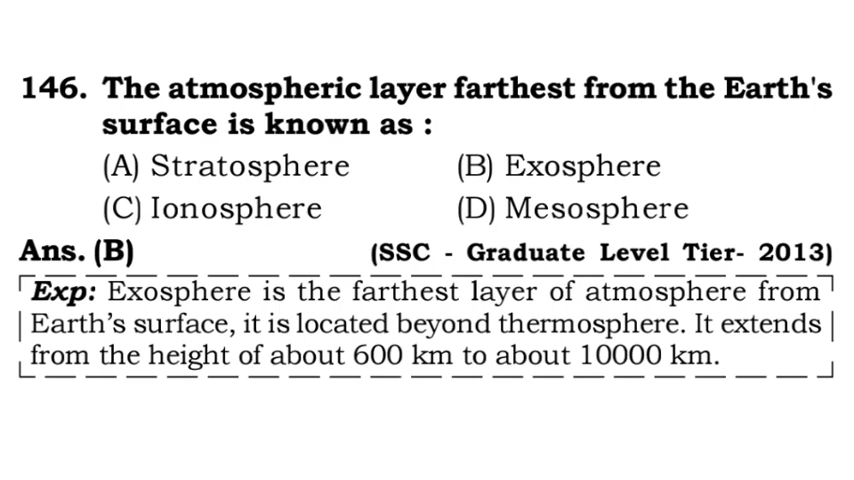 146. The atmospheric layer farthest from the Earth's
surface is known as :
(A) Stratosphere (B) Exosphere
(C) Ionosphere (D) Mesosphere
Ans. (B) (SSC - Graduate Level Tier- 2013)
Exp: Exosphere is the farthest layer of atmosphere from
Earth’s surface, it is located beyond thermosphere. It extends
from the height of about 600 km to about 10000 km.